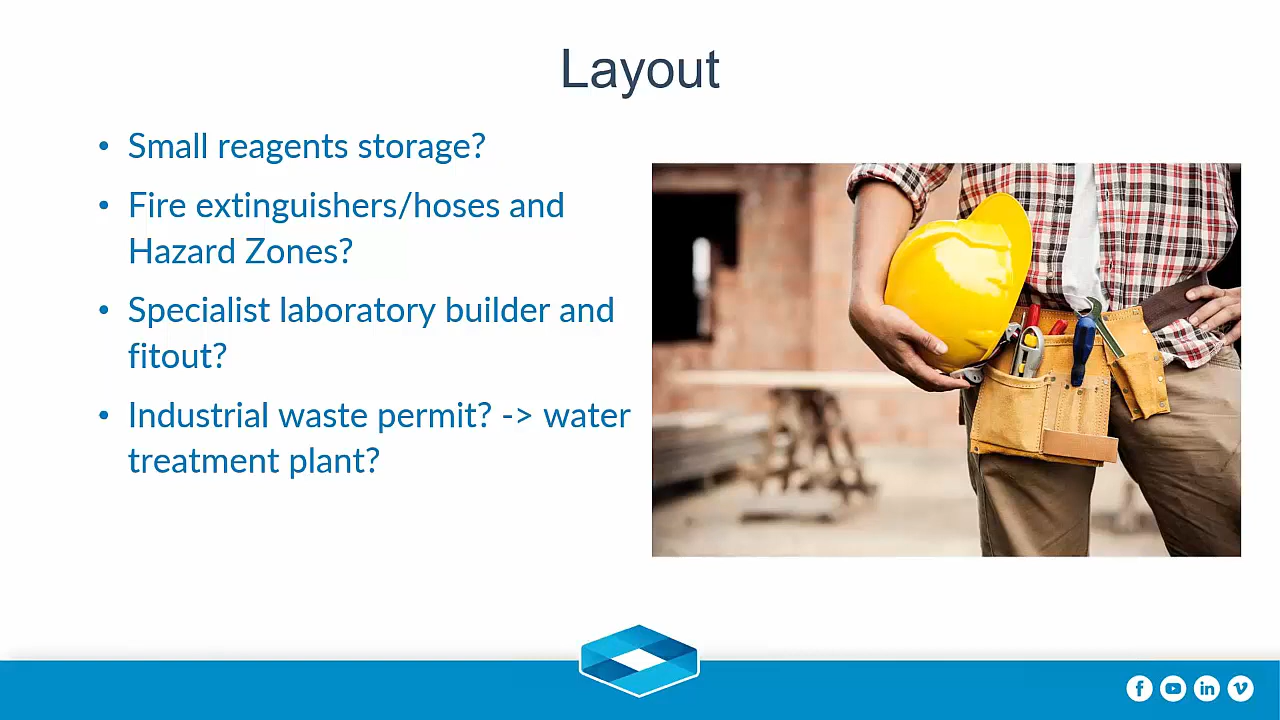 Layout
• Small reagents storage?
• Fire extinguishers/hoses and
Hazard Zones?
• Specialist laboratory builder and
fitout?
• Industrial waste permit? -> water
treatment plant?